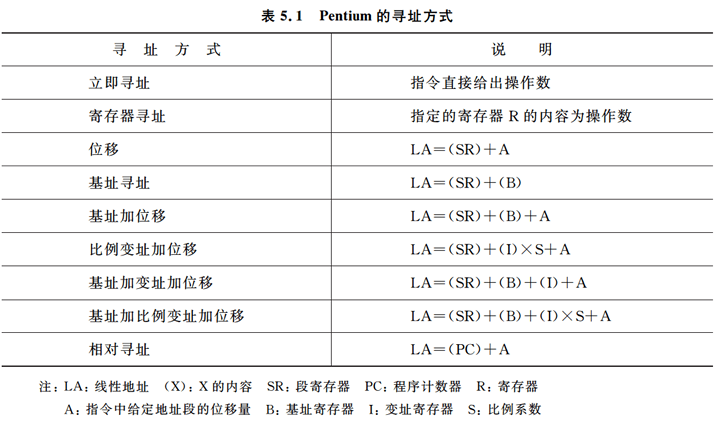 表 5.1 Pentium 的寻址方式
寻 址 方 式 说 明
立即寻址 指令直接给出操作数
寄存器寻址 指定的寄存器 R 的内容为操作数
位移 LA=(SR)+A
基址寻址 LA=(SR)+(B)
基址加位移 LA=(SR)+(B)+A
比例变址加位移 LA=(SR)+(I)×S+A
基址加变址加位移 LA=(SR)+(B)+(I)+A
基址加比例变址加位移 LA=(SR)+(B)+(I)×S+A
相对寻址 LA=(PC)+A
注:LA:线性地址 (X):X 的内容 SR:段寄存器 PC:程序计数器 R:寄存器
A:指令中给定地址段的位移量 B:基址寄存器 I:变址寄存器 S:比例系数